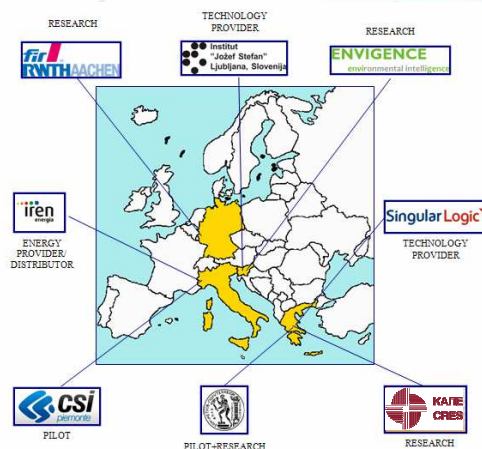 RESEARCH
TECHNOLOGY
PROVIDER
RESEARCH
fir
RWTHAACHEN
Institut
"Jožef Stefan"
Ljubljana, Slovenija
ENVIGENCE
environmental intelligence
iren
energia
ENERGY
PROVIDER/
DISTRIBUTOR
SingularLogic
TECHNOLOGY
PROVIDER
csi
piemonte
PILOT
PILOT+RESEARCH
ΚΑΠΕ
CRES
RESEARCH